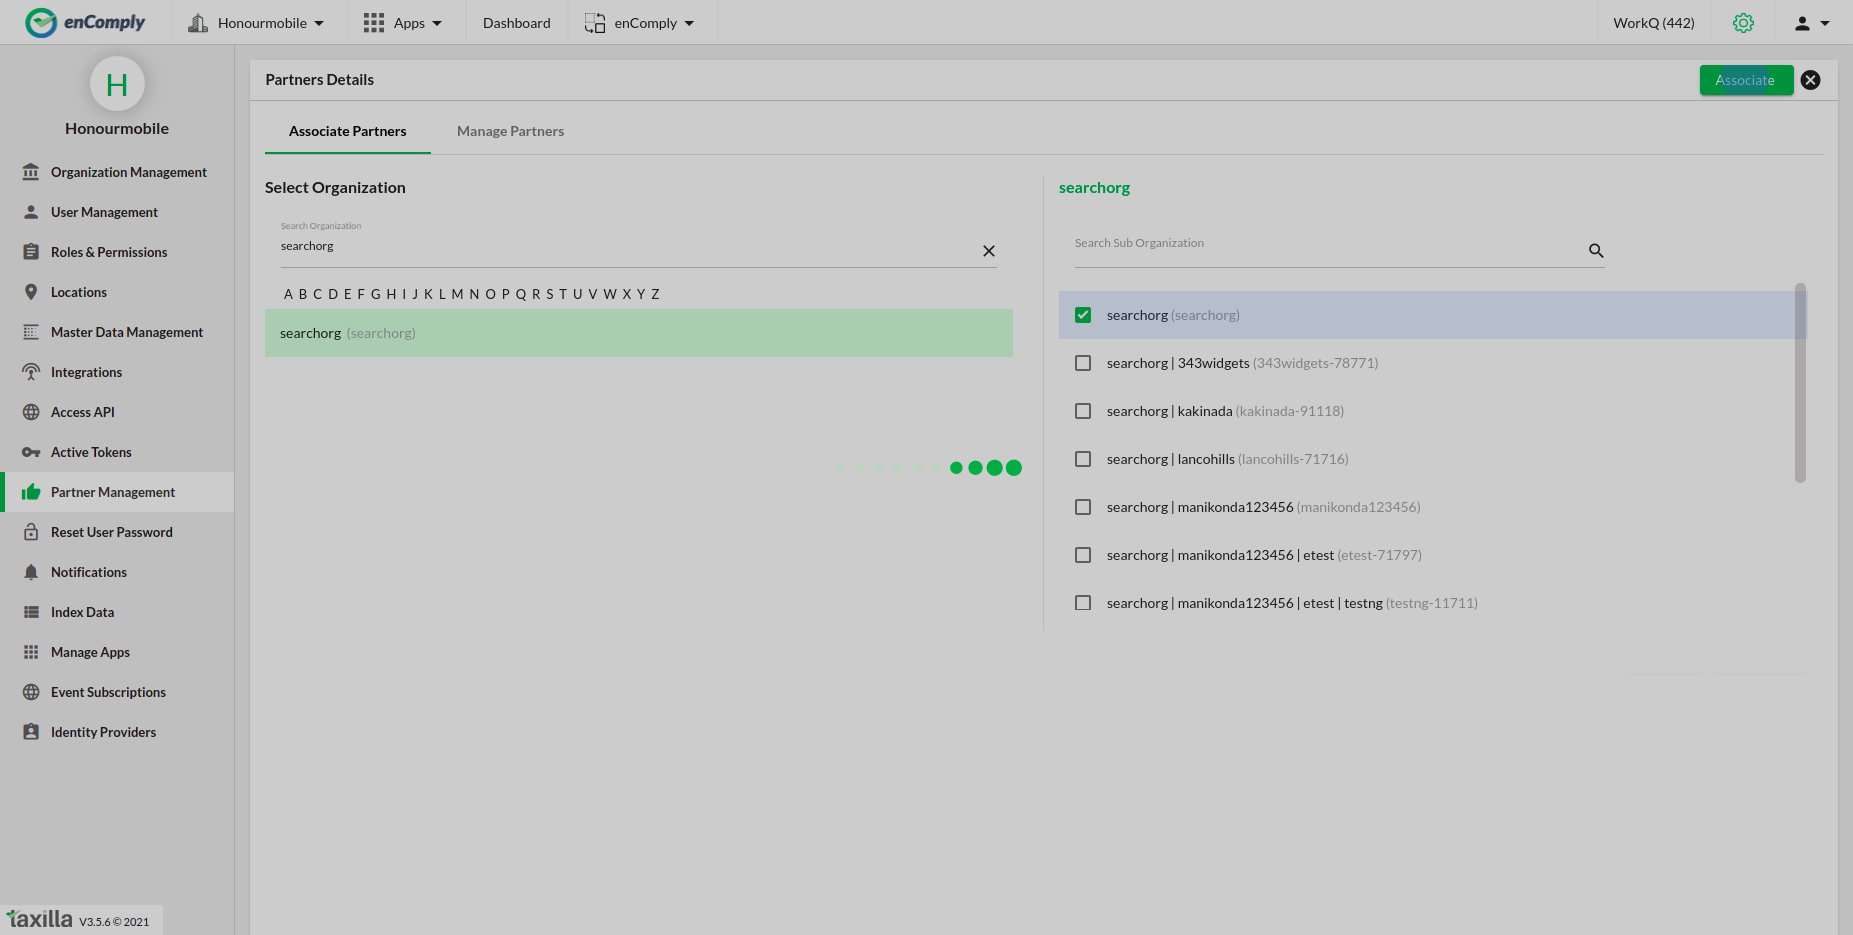 enComply
Honourmobile
Apps
Dashboard
enComply
WorkQ (442)
H
Honourmobile
Organization Management
User Management
Roles & Permissions
Locations
Master Data Management
Integrations
Access API
Active Tokens
Partner Management
Reset User Password
Notifications
Index Data
Manage Apps
Event Subscriptions
Identity Providers
taxilla V3.5.6 © 2021
Partners Details
Associate
Associate Partners
Manage Partners
Select Organization
Search Organization
searchorg
A B C D E F G H I J K L M N O P Q R S T U V W X Y Z
searchorg (searchorg)
searchorg
Search Sub Organization
searchorg (searchorg)
searchorg | 343widgets (343widgets-78771)
searchorg | kakinada (kakinada-91118)
searchorg | lancohills (lancohills-71716)
searchorg | manikonda123456 (manikonda123456)
searchorg | manikonda123456 | etest (etest-71797)
searchorg | manikonda123456 | etest | testng (testng-11711)